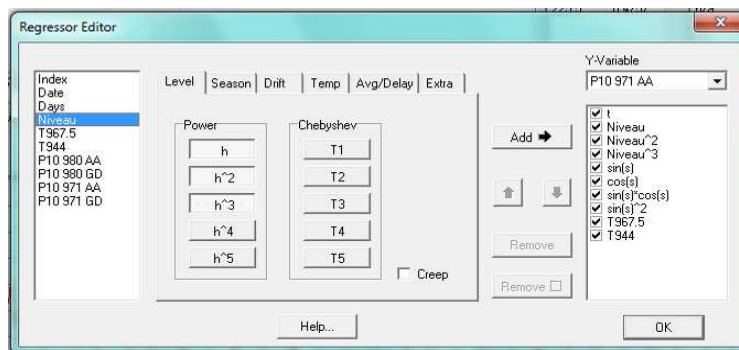 Regressor Editor
Index
Date
Days
Niveau
T967.5
T944
P10 980 AA
P10 980 GD
P10 971 AA
P10 971 GD
Level
Season
Drift
Temp
Avg/Delay
Extra
Power
h
h^2
h^3
h^4
h^5
Chebyshev
T1
T2
T3
T4
T5
Creep
Add
Remove
Remove
Y-Variable
P10 971 AA
t
Niveau
Niveau^2
Niveau^3
sin(s)
cos(s)
sin(s)*cos(s)
sin(s)^2
T967.5
T944
Help...
OK